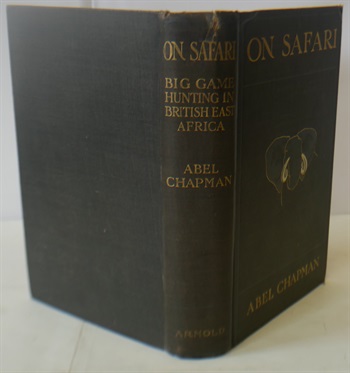 ON SAFARI
BIG GAME
HUNTING IN
BRITISH EAST
AFRICA
ABEL
CHAPMAN
ARNOLD
ON SAFARI
ABEL CHAPMAN